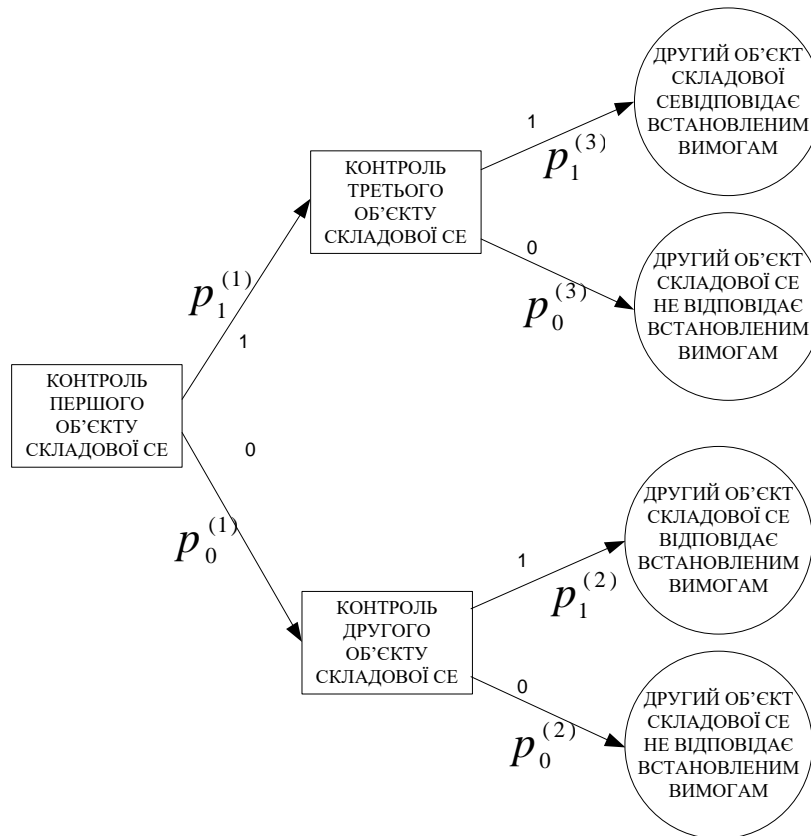 ДРУГИЙ ОБ’ЄКТ
СКЛАДОВОЇ
СЕВІДПОВІДАЄ
ВСТАНОВЛЕНИМ
ВИМОГАМ
1
p₁⁽³⁾
КОНТРОЛЬ
ТРЕТЬОГО
ОБ’ЄКТУ
СКЛАДОВОЇ СЕ
0
p₀⁽³⁾
ДРУГИЙ ОБ’ЄКТ
СКЛАДОВОЇ СЕ
НЕ ВІДПОВІДАЄ
ВСТАНОВЛЕНИМ
ВИМОГАМ
p₁⁽¹⁾
1
КОНТРОЛЬ
ПЕРШОГО
ОБ’ЄКТУ
СКЛАДОВОЇ СЕ
0
p₀⁽¹⁾
ДРУГИЙ ОБ’ЄКТ
СКЛАДОВОЇ СЕ
ВІДПОВІДАЄ
ВСТАНОВЛЕНИМ
ВИМОГАМ
1
p₁⁽²⁾
КОНТРОЛЬ
ДРУГОГО
ОБ’ЄКТУ
СКЛАДОВОЇ СЕ
0
p₀⁽²⁾
ДРУГИЙ ОБ’ЄКТ
СКЛАДОВОЇ СЕ
НЕ ВІДПОВІДАЄ
ВСТАНОВЛЕНИМ
ВИМОГАМ